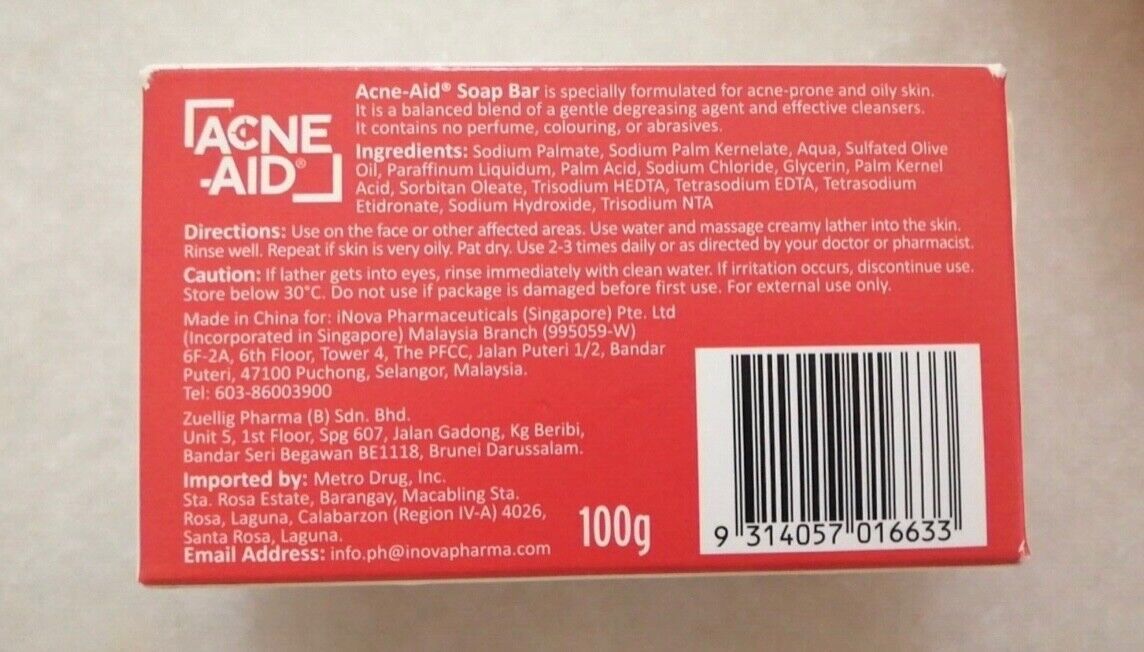 ACNE
-AID®
Acne-Aid® Soap Bar is specially formulated for acne-prone and oily skin.
It is a balanced blend of a gentle degreasing agent and effective cleansers.
It contains no perfume, colouring, or abrasives.
Ingredients: Sodium Palmate, Sodium Palm Kernelate, Aqua, Sulfated Olive
Oil, Paraffinum Liquidum, Palm Acid, Sodium Chloride, Glycerin, Palm Kernel
Acid, Sorbitan Oleate, Trisodium HEDTA, Tetrasodium EDTA, Tetrasodium
Etidronate, Sodium Hydroxide, Trisodium NTA
Directions: Use on the face or other affected areas. Use water and massage creamy lather into the skin.
Rinse well. Repeat if skin is very oily. Pat dry. Use 2-3 times daily or as directed by your doctor or pharmacist.
Caution: If lather gets into eyes, rinse immediately with clean water. If irritation occurs, discontinue use.
Store below 30°C. Do not use if package is damaged before first use. For external use only.
Made in China for: iNova Pharmaceuticals (Singapore) Pte. Ltd
(Incorporated in Singapore) Malaysia Branch (995059-W)
6F-2A, 6th Floor, Tower 4, The PFCC, Jalan Puteri 1/2, Bandar
Puteri, 47100 Puchong, Selangor, Malaysia.
Tel: 603-86003900
Zuellig Pharma (B) Sdn. Bhd.
Unit 5, 1st Floor, Spg 607, Jalan Gadong, Kg Beribi,
Bandar Seri Begawan BE1118, Brunei Darussalam.
Imported by: Metro Drug, Inc.
Sta. Rosa Estate, Barangay, Macabling Sta.
Rosa, Laguna, Calabarzon (Region IV-A) 4026,
Santa Rosa, Laguna.
Email Address: info.ph@inovapharma.com
100g
9 314057 016633